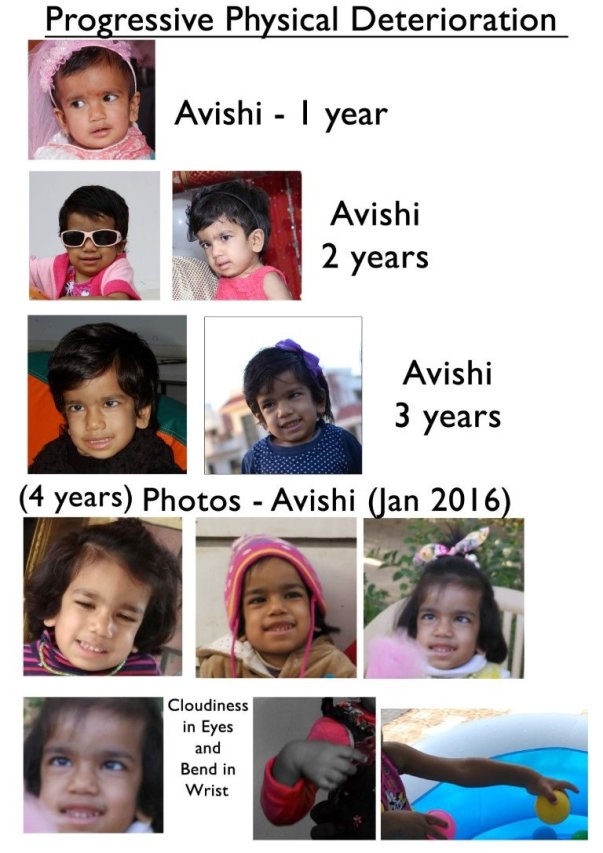 Progressive Physical Deterioration
Avishi - 1 year
Avishi
2 years
Avishi
3 years
(4 years) Photos - Avishi (Jan 2016)
Cloudiness
in Eyes
and
Bend in
Wrist